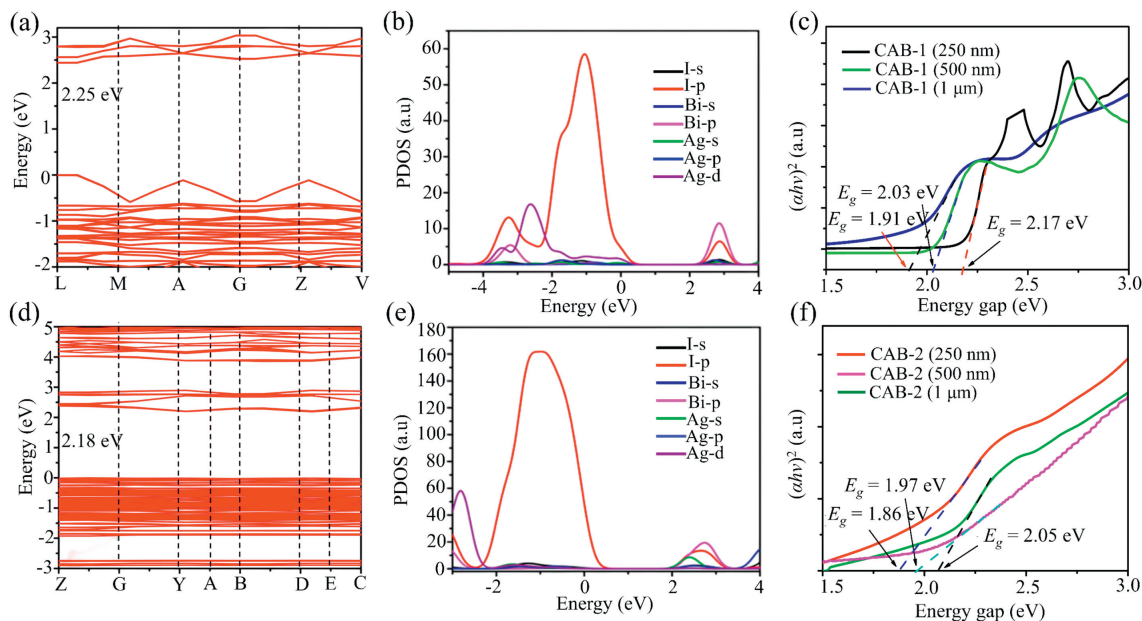 (a)
3
2
1
0
-1
-2
Energy (eV)
2.25 eV
L M A G Z V
(b)
60
50
40
30
20
10
0
PDOS (a.u)
I-s
I-p
Bi-s
Bi-p
Ag-s
Ag-p
Ag-d
-4 -2 0 2 4
Energy (eV)
(c)
CAB-1 (250 nm)
CAB-1 (500 nm)
CAB-1 (1 μm)
(αhν)² (a.u)
Eg = 2.03 eV
Eg = 1.91 eV
Eg = 2.17 eV
1.5 2.0 2.5 3.0
Energy gap (eV)
(d)
5
4
3
2
1
0
-1
-2
-3
Energy (eV)
2.18 eV
Z G Y A B D E C
(e)
180
160
140
120
100
80
60
40
20
0
PDOS (a.u)
I-s
I-p
Bi-s
Bi-p
Ag-s
Ag-p
Ag-d
-2 0 2 4
Energy (eV)
(f)
CAB-2 (250 nm)
CAB-2 (500 nm)
CAB-2 (1 μm)
(αhν)² (a.u)
Eg = 1.97 eV
Eg = 1.86 eV
Eg = 2.05 eV
1.5 2.0 2.5 3.0
Energy gap (eV)